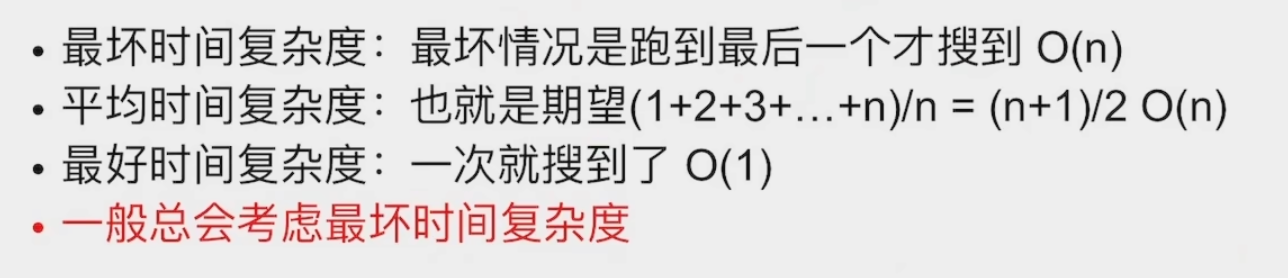 • 最坏时间复杂度：最坏情况是跑到最后一个才搜到 O(n)
• 平均时间复杂度：也就是期望(1+2+3+…+n)/n = (n+1)/2 O(n)
• 最好时间复杂度：一次就搜到了 O(1)
• 一般总会考虑最坏时间复杂度